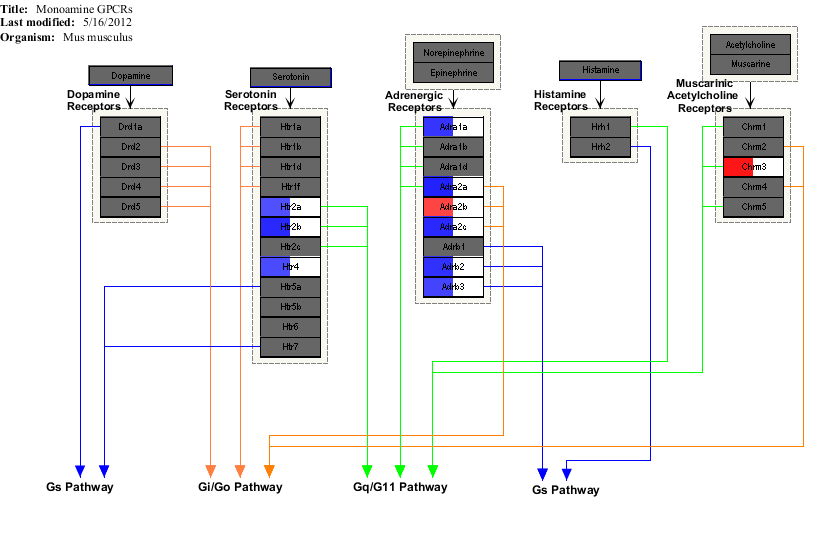 Title: Monoamine GPCRs
Last modified: 5/16/2012
Organism: Mus musculus
Dopamine
Serotonin
Norepinephrine
Epinephrine
Histamine
Acetylcholine
Muscarine
Dopamine
Receptors
Serotonin
Receptors
Adrenergic
Receptors
Histamine
Receptors
Muscarinic
Acetylcholine
Receptors
Drd1a
Drd2
Drd3
Drd4
Drd5
Htr1a
Htr1b
Htr1d
Htr1f
Htr2a
Htr2b
Htr2c
Htr4
Htr5a
Htr5b
Htr6
Htr7
Adra1a
Adra1b
Adra1d
Adra2a
Adra2b
Adra2c
Adrb1
Adrb2
Adrb3
Hrh1
Hrh2
Chrm1
Chrm2
Chrm3
Chrm4
Chrm5
Gs Pathway
Gi/Go Pathway
Gq/G11 Pathway
Gs Pathway